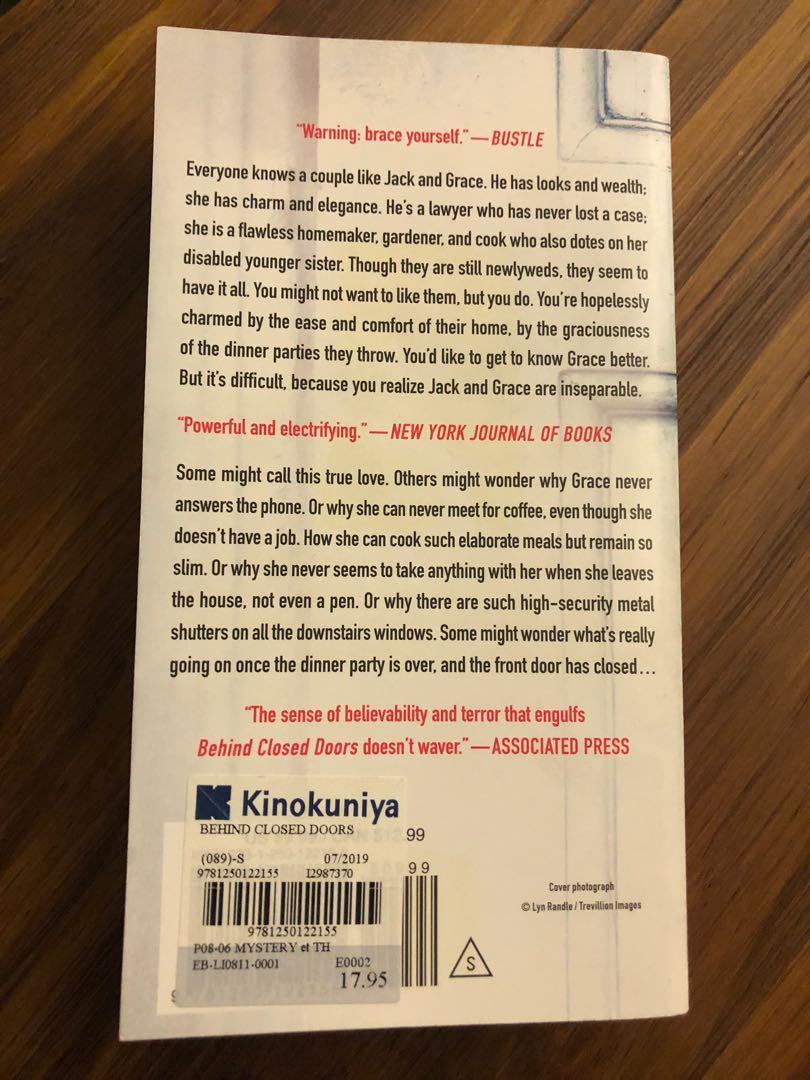 "Warning: brace yourself."—BUSTLE
Everyone knows a couple like Jack and Grace. He has looks and wealth;
she has charm and elegance. He's a lawyer who has never lost a case;
she is a flawless homemaker, gardener, and cook who also dotes on her
disabled younger sister. Though they are still newlyweds, they seem to
have it all. You might not want to like them, but you do. You're hopelessly
charmed by the ease and comfort of their home, by the graciousness
of the dinner parties they throw. You'd like to get to know Grace better.
But it's difficult, because you realize Jack and Grace are inseparable.
"Powerful and electrifying."—NEW YORK JOURNAL OF BOOKS
Some might call this true love. Others might wonder why Grace never
answers the phone. Or why she can never meet for coffee, even though she
doesn't have a job. How she can cook such elaborate meals but remain so
slim. Or why she never seems to take anything with her when she leaves
the house, not even a pen. Or why there are such high-security metal
shutters on all the downstairs windows. Some might wonder what's really
going on once the dinner party is over, and the front door has closed...
"The sense of believability and terror that engulfs
Behind Closed Doors doesn't waver."—ASSOCIATED PRESS
Kinokuniya
BEHIND CLOSED DOORS
99
(089)-S 07/2019
9781250122155 I2987370
99
9781250122155
P08-06 MYSTERY et TH
EB-LI0811-0001 E0002
17.95
S
Cover photograph
© Lyn Randle / Trevillion Images